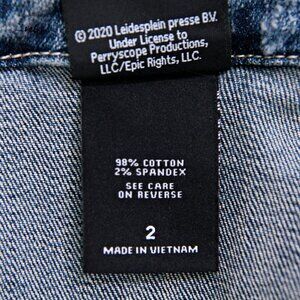 © 2020 Leidesplein presse B.V.
Under License to
Perryscope Productions,
LLC/Epic Rights, LLC.
98% COTTON
2% SPANDEX
SEE CARE
ON REVERSE
2
MADE IN VIETNAM